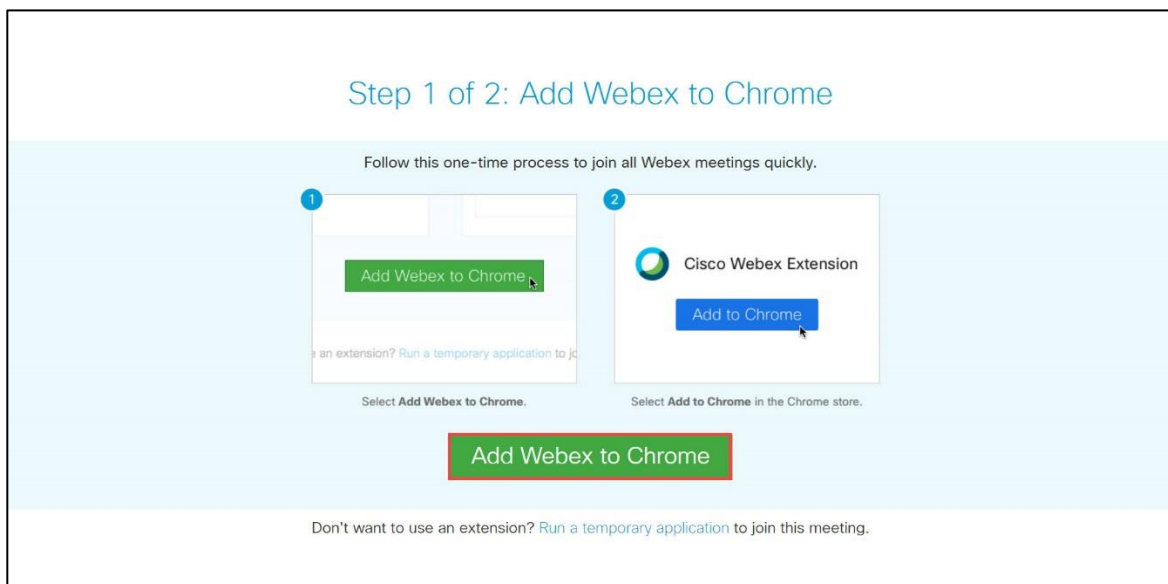 Step 1 of 2: Add Webex to Chrome
Follow this one-time process to join all Webex meetings quickly.
1
Add Webex to Chrome
an extension? Run a temporary application to
Select Add Webex to Chrome.
2
Cisco Webex Extension
Add to Chrome
Select Add to Chrome in the Chrome store.
Add Webex to Chrome
Don't want to use an extension? Run a temporary application to join this meeting.